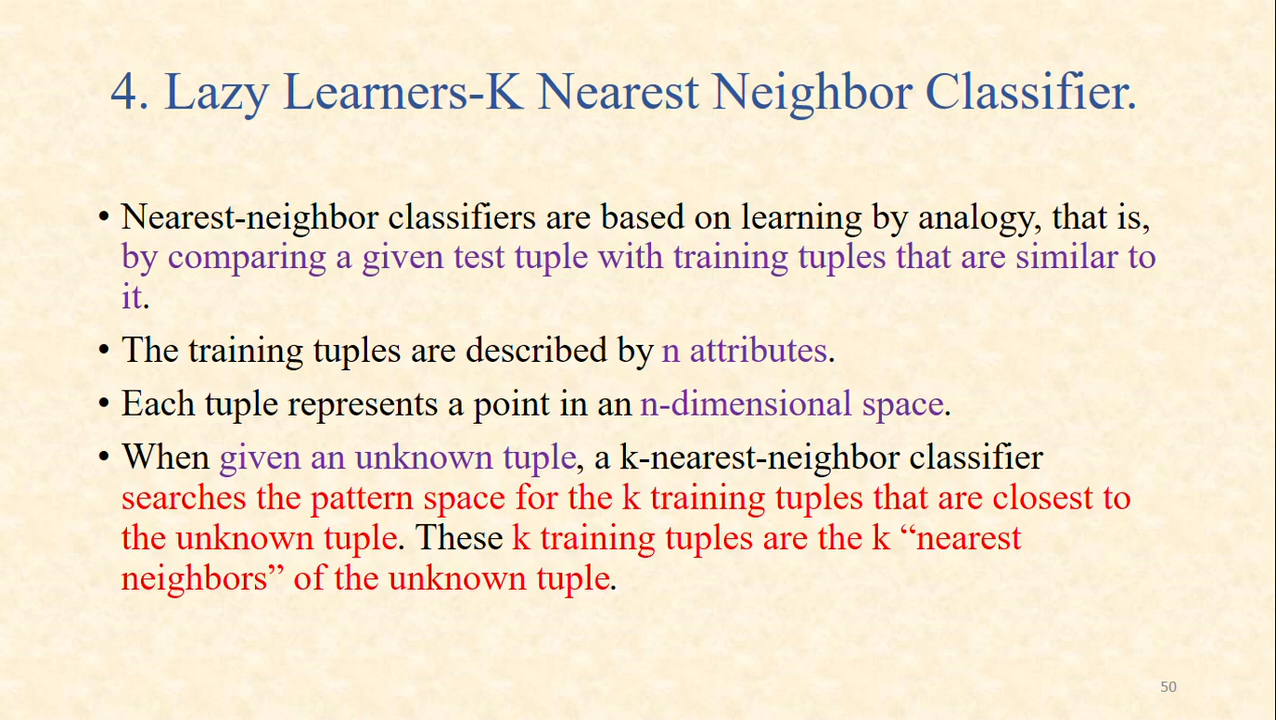 4. Lazy Learners-K Nearest Neighbor Classifier.
• Nearest-neighbor classifiers are based on learning by analogy, that is,
by comparing a given test tuple with training tuples that are similar to
it.
• The training tuples are described by n attributes.
• Each tuple represents a point in an n-dimensional space.
• When given an unknown tuple, a k-nearest-neighbor classifier
searches the pattern space for the k training tuples that are closest to
the unknown tuple. These k training tuples are the k “nearest
neighbors” of the unknown tuple.
50